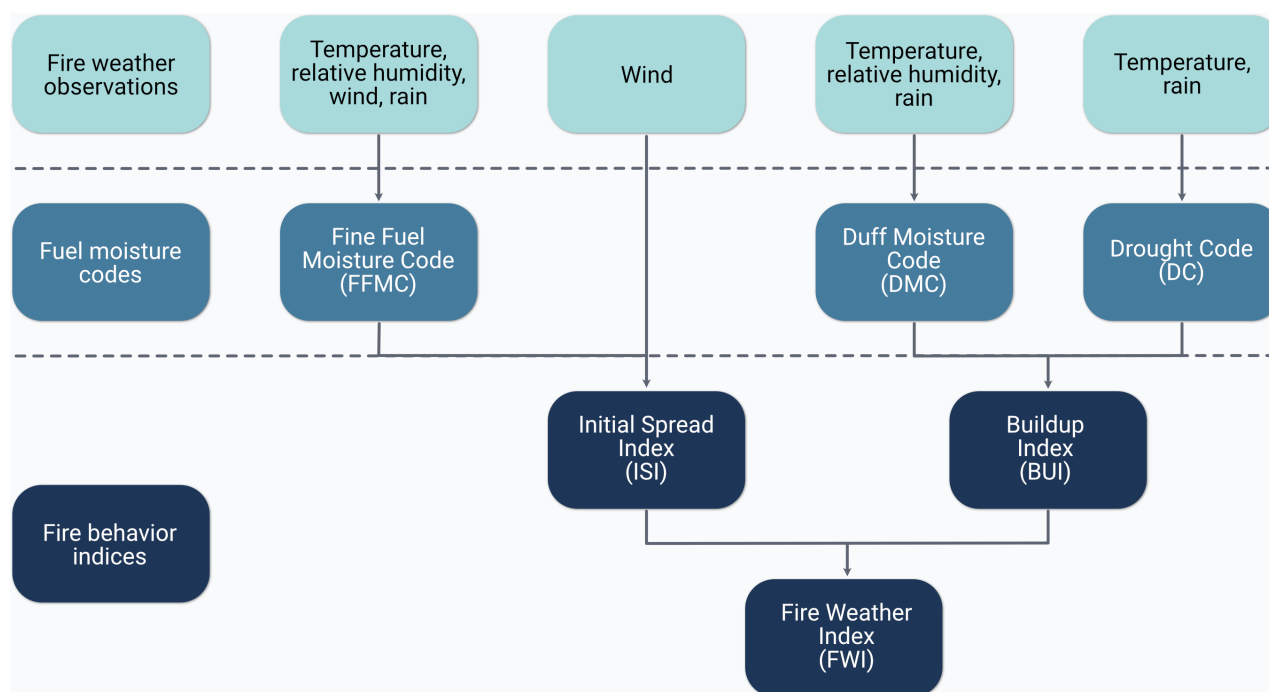 Fire weather
observations
Temperature,
relative humidity,
wind, rain
Wind
Temperature,
relative humidity,
rain
Temperature,
rain
Fuel moisture
codes
Fine Fuel
Moisture Code
(FFMC)
Duff Moisture
Code
(DMC)
Drought Code
(DC)
Initial Spread
Index
(ISI)
Buildup
Index
(BUI)
Fire behavior
indices
Fire Weather
Index
(FWI)